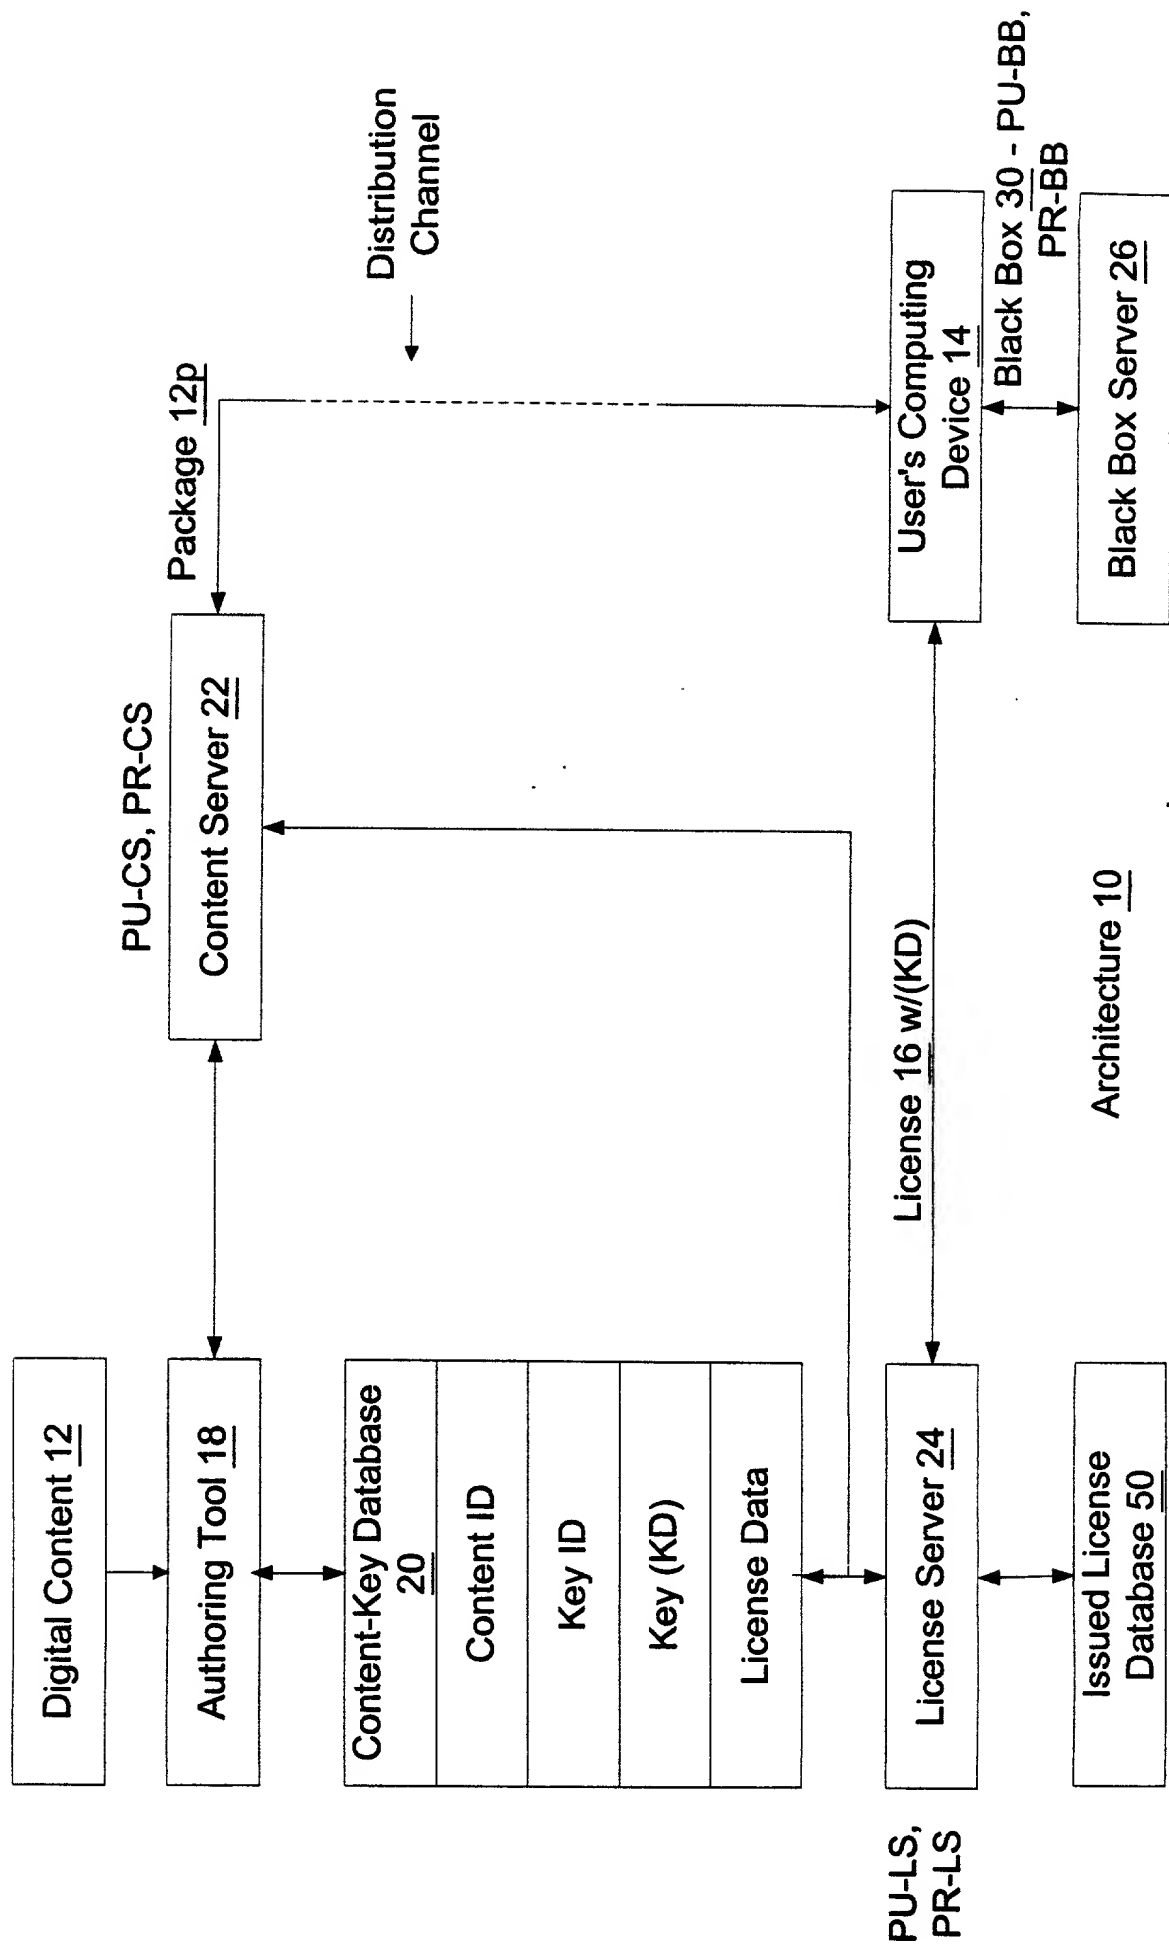 Digital Content 12
Authoring Tool 18
Content-Key Database
20
Content ID
Key ID
Key (KD)
License Data
PU-LS,
PR-LS
License Server 24
Issued License
Database 50
PU-CS, PR-CS
Content Server 22
Package 12p
Distribution
Channel
License 16 w/(KD)
User's Computing
Device 14
Black Box 30 - PU-BB,
PR-BB
Black Box Server 26
Architecture 10